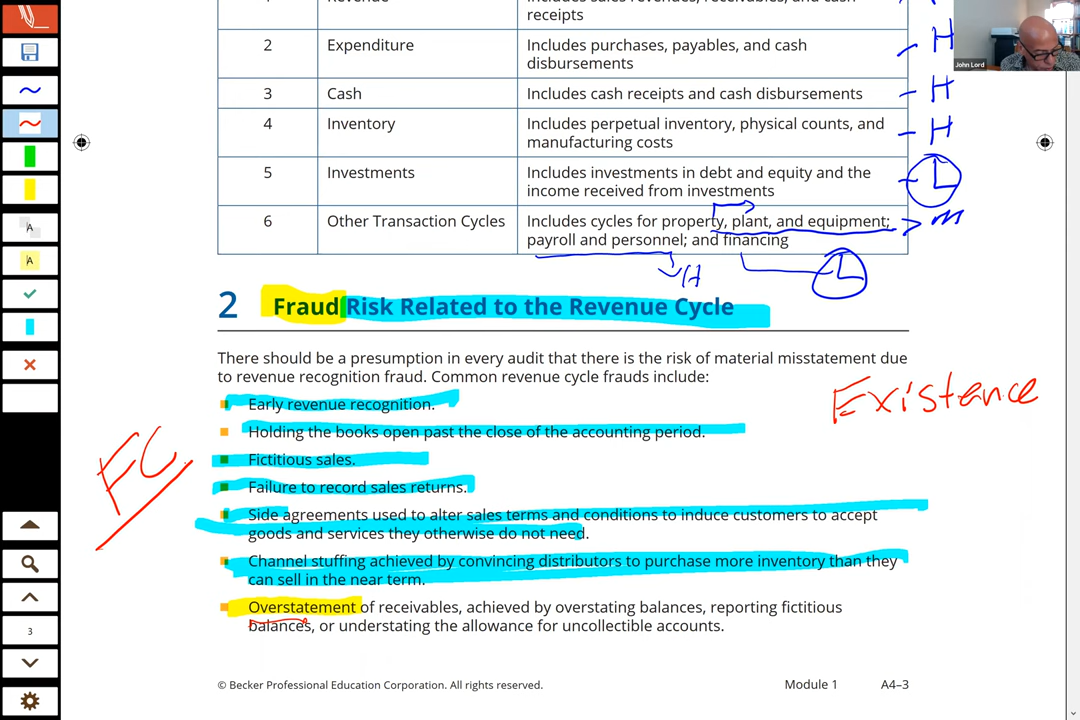 receipts
H
2 Expenditure Includes purchases, payables, and cash
disbursements
John Lord
3 Cash Includes cash receipts and cash disbursements
H
4 Inventory Includes perpetual inventory, physical counts, and
manufacturing costs
H
5 Investments Includes investments in debt and equity and the
income received from investments
L
6 Other Transaction Cycles Includes cycles for property, plant, and equipment;
payroll and personnel; and financing
m
H
L
2 Fraud Risk Related to the Revenue Cycle
There should be a presumption in every audit that there is the risk of material misstatement due
to revenue recognition fraud. Common revenue cycle frauds include:
Existence
Early revenue recognition.
Holding the books open past the close of the accounting period.
Fictitious sales.
Failure to record sales returns.
Side agreements used to alter sales terms and conditions to induce customers to accept
goods and services they otherwise do not need.
Channel stuffing achieved by convincing distributors to purchase more inventory than they
can sell in the near term.
Overstatement of receivables, achieved by overstating balances, reporting fictitious
balances, or understating the allowance for uncollectible accounts.
A
A
3
© Becker Professional Education Corporation. All rights reserved. Module 1 A4–3